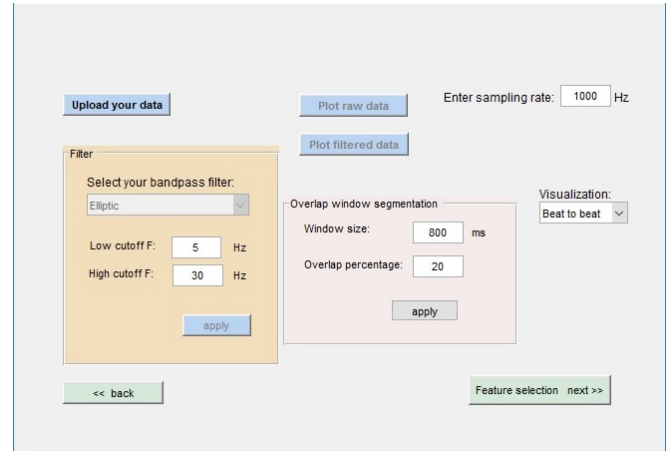 Upload your data
Plot raw data
Enter sampling rate: 1000 Hz
Plot filtered data
Filter
Select your bandpass filter:
Elliptic
Low cutoff F: 5 Hz
High cutoff F: 30 Hz
apply
Overlap window segmentation
Window size: 800 ms
Overlap percentage: 20
apply
Visualization:
Beat to beat
<< back
Feature selection next >>